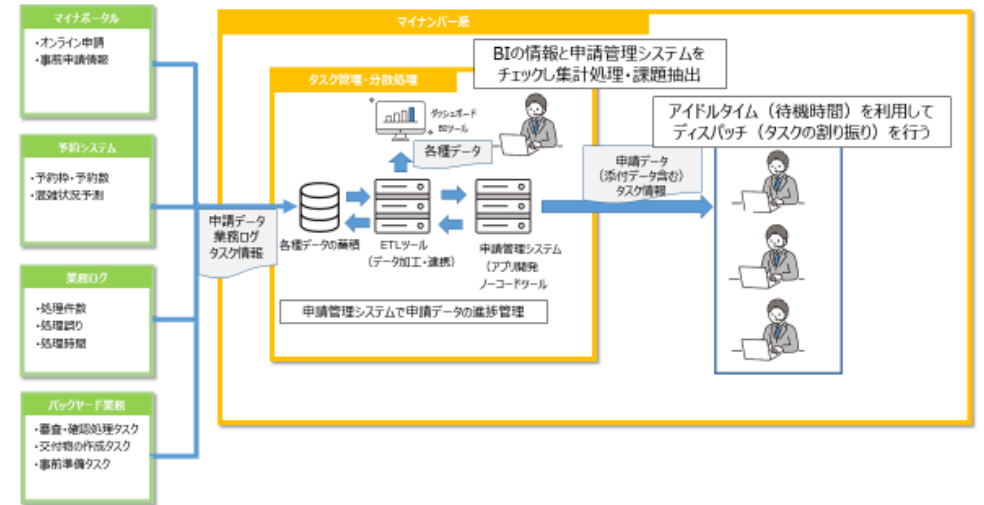 マイナポータル
・オンライン申請
・事前申請情報
予約システム
・予約枠・予約数
・混雑状況予測
業務ログ
・処理件数
・処理誤り
・処理時間
バックヤード業務
・審査・確認処理タスク
・交付物の作成タスク
・事前準備タスク
申請データ
業務ログ
タスク情報
マイナンバー系
タスク管理・分散処理
BIの情報と申請管理システムを
チェックし集計処理・課題抽出
ダッシュボード
BIツール
各種データ
各種データの蓄積
ETLツール
(データ加工・連携)
申請管理システム
(アプリ開発
ノーコードツール
申請管理システムで申請データの進捗管理
申請データ
(添付データ含む)
タスク情報
アイドルタイム（待機時間）を利用して
ディスパッチ（タスクの割り振り）を行う